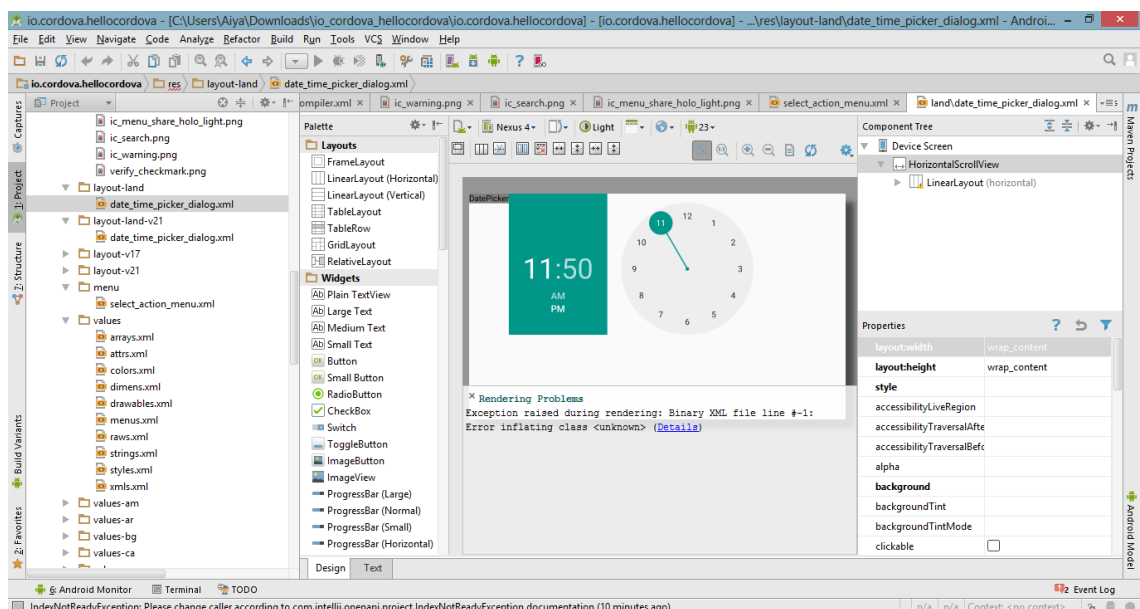 io.cordova.hellocordova - [C:\Users\Aiya\Downloads\io_cordova_hellocordova\io.cordova.hellocordova] - [io.cordova.hellocordova] - ...\res\layout-land\date_time_picker_dialog.xml - Androi...
File Edit View Navigate Code Analyze Refactor Build Run Tools VCS Window Help
io.cordova.hellocordova res layout-land date_time_picker_dialog.xml
Project
ompiler.xml ic_warning.png ic_search.png ic_menu_share_holo_light.png select_action_menu.xml land\date_time_picker_dialog.xml
Captures
1: Project
7: Structure
Build Variants
2: Favorites
ic_menu_share_holo_light.png
ic_search.png
ic_warning.png
verify_checkmark.png
layout-land
date_time_picker_dialog.xml
layout-land-v21
date_time_picker_dialog.xml
layout-v17
layout-v21
menu
select_action_menu.xml
values
arrays.xml
attrs.xml
colors.xml
dimens.xml
drawables.xml
menus.xml
raws.xml
strings.xml
styles.xml
xmls.xml
values-am
values-ar
values-bg
values-ca
Palette
Layouts
FrameLayout
LinearLayout (Horizontal)
LinearLayout (Vertical)
TableLayout
TableRow
GridLayout
RelativeLayout
Widgets
Ab Plain TextView
Ab Large Text
Ab Medium Text
Ab Small Text
OK Button
OK Small Button
RadioButton
CheckBox
Switch
ToggleButton
ImageButton
ImageView
ProgressBar (Large)
ProgressBar (Normal)
ProgressBar (Small)
ProgressBar (Horizontal)
Design Text
Nexus 4 Light 23
DatePicker
11:50
AM
PM
12
1
2
3
4
5
6
7
8
9
10
11
Rendering Problems
Exception raised during rendering: Binary XML file line #-1:
Error inflating class <unknown> (Details)
Component Tree
Device Screen
HorizontalScrollView
LinearLayout (horizontal)
Properties
layout:width wrap_content
layout:height wrap_content
style
accessibilityLiveRegion
accessibilityTraversalAfte
accessibilityTraversalBefo
alpha
background
backgroundTint
backgroundTintMode
clickable
m
Maven Projects
Android Model
6: Android Monitor Terminal TODO 2 Event Log
IndexNotReadyException: Please change caller according to com.intellij.openapi.project.IndexNotReadyException documentation (10 minutes ago) n/a n/a Context: <no context>